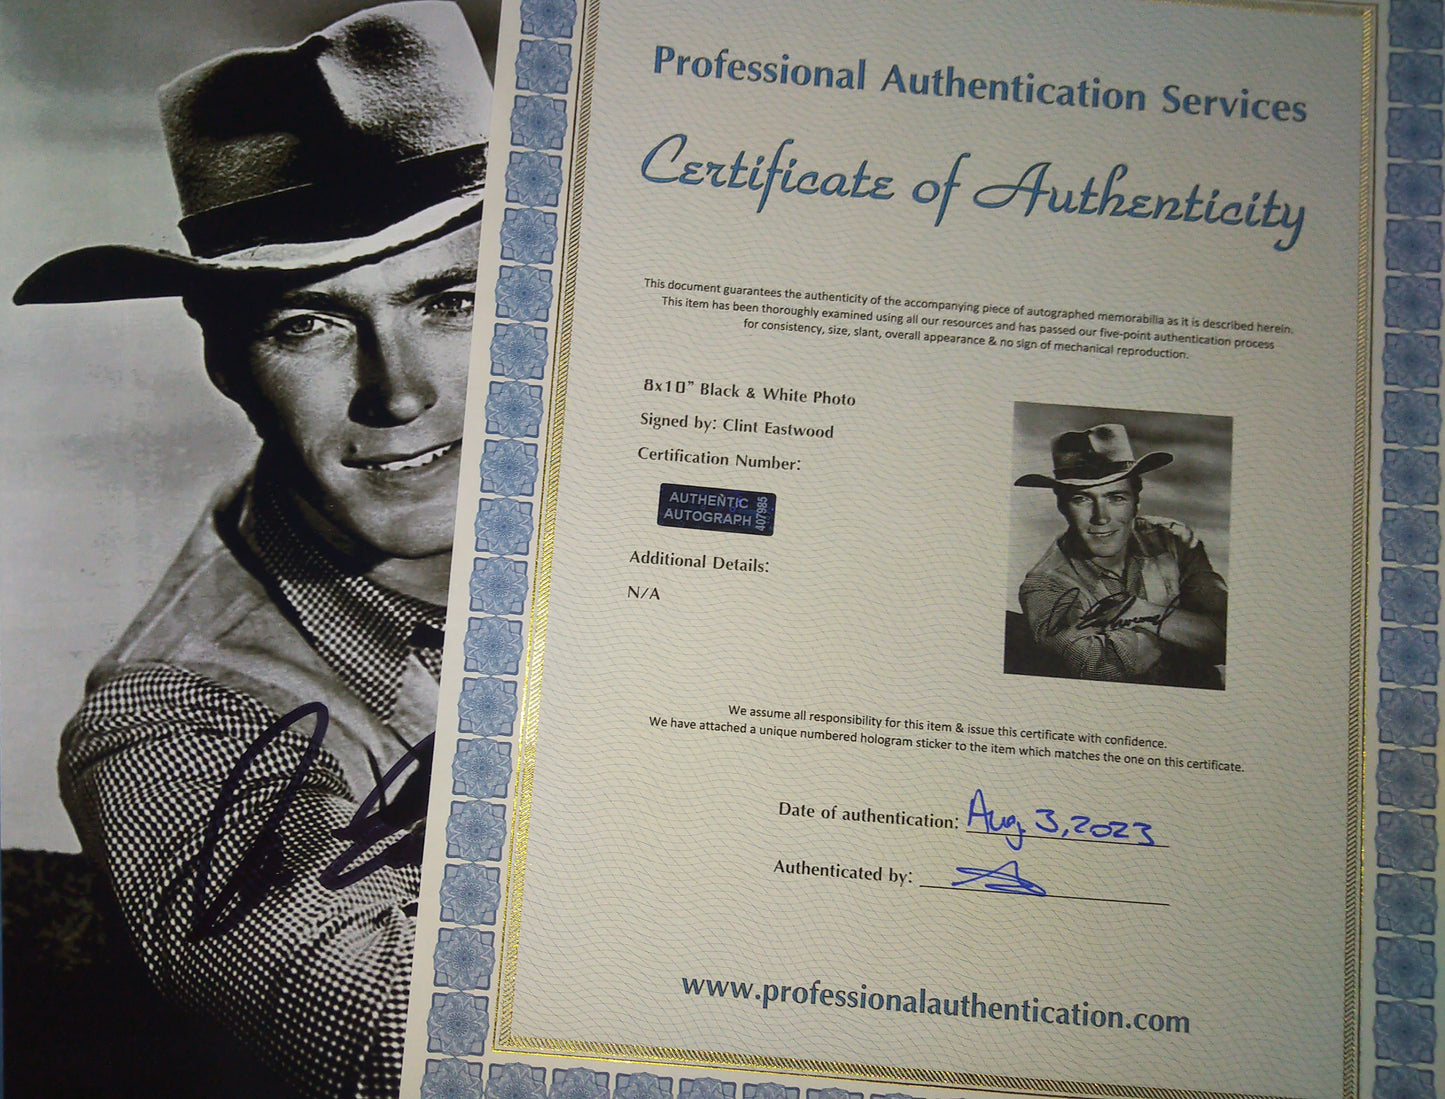 Professional Authentication Services
Certificate of Authenticity
This document guarantees the authenticity of the accompanying piece of autographed memorabilia as it is described herein.
This item has been thoroughly examined using all our resources and has passed our five-point authentication process
for consistency, size, slant, overall appearance & no sign of mechanical reproduction.
8x10” Black & White Photo
Signed by: Clint Eastwood
Certification Number:
AUTHENTIC
AUTOGRAPH
407985
Additional Details:
N/A
We assume all responsibility for this item & issue this certificate with confidence.
We have attached a unique numbered hologram sticker to the item which matches the one on this certificate.
Date of authentication: Aug 3, 2023
Authenticated by:
www.professionalauthentication.com